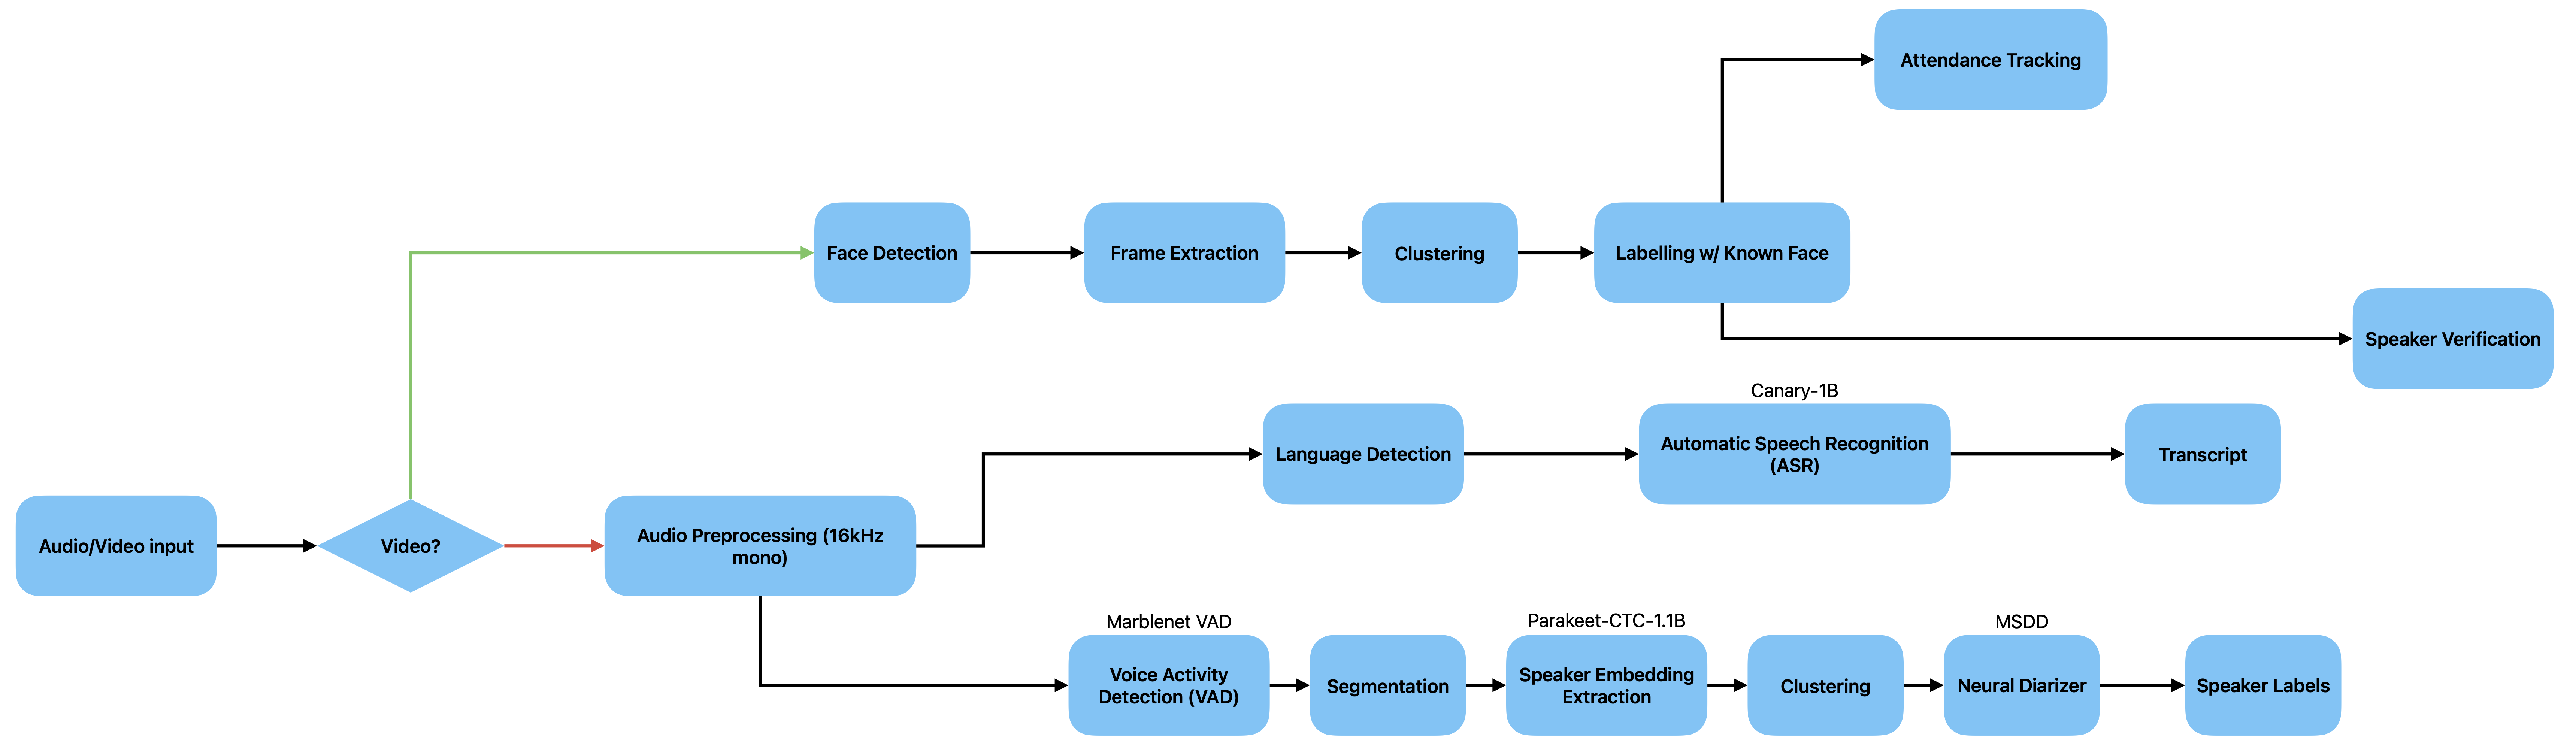 Attendance Tracking
Face Detection
Frame Extraction
Clustering
Labelling w/ Known Face
Speaker Verification
Canary-1B
Language Detection
Automatic Speech Recognition
(ASR)
Transcript
Audio/Video input
Video?
Audio Preprocessing (16kHz
mono)
Marblenet VAD
Parakeet-CTC-1.1B
MSDD
Voice Activity
Detection (VAD)
Segmentation
Speaker Embedding
Extraction
Clustering
Neural Diarizer
Speaker Labels